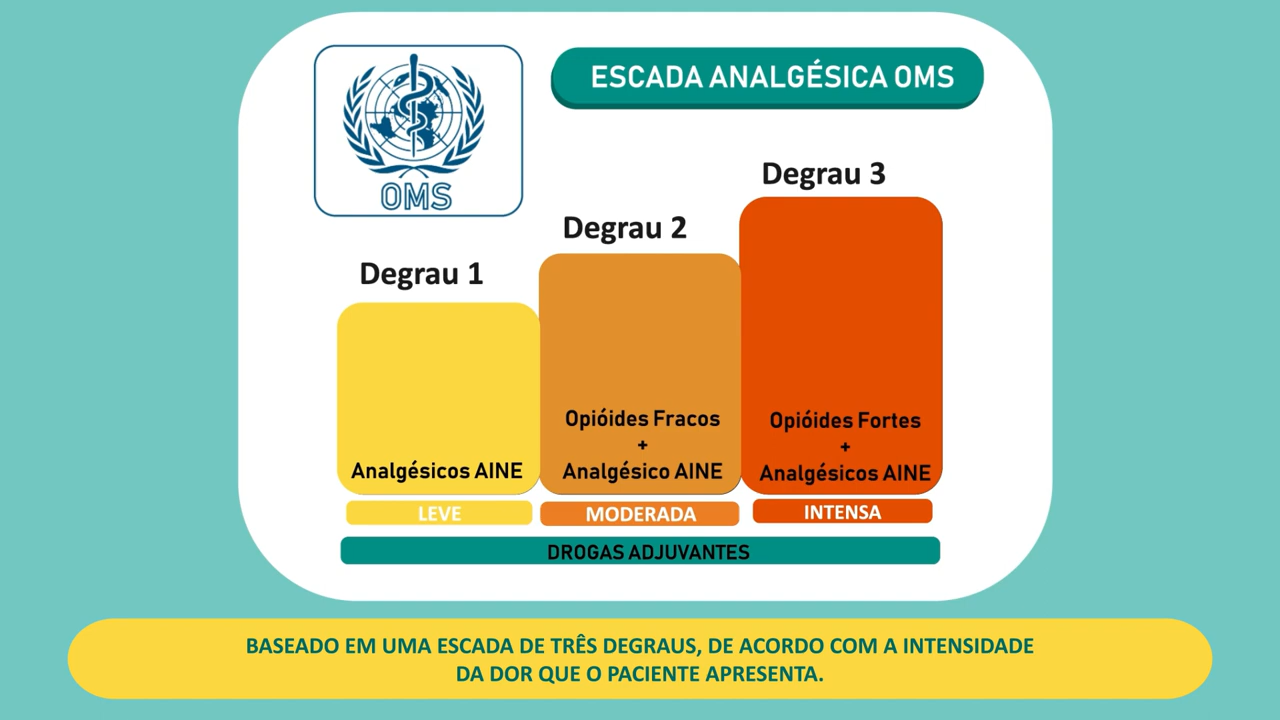 OMS
ESCADA ANALGÉSICA OMS
Degrau 1
Degrau 2
Degrau 3
Analgésicos AINE
Opióides Fracos
+
Analgésico AINE
Opióides Fortes
+
Analgésicos AINE
LEVE
MODERADA
INTENSA
DROGAS ADJUVANTES
BASEADO EM UMA ESCADA DE TRÊS DEGRAUS, DE ACORDO COM A INTENSIDADE
DA DOR QUE O PACIENTE APRESENTA.